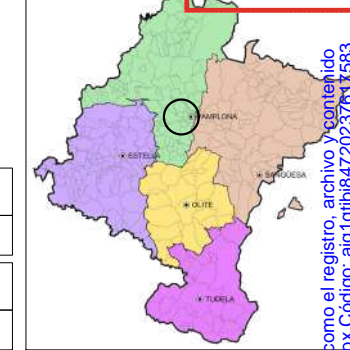 PAMPLONA
ESTELLA
SANGÜESA
OLITE
TUDELA
como el registro, archivo y contenido